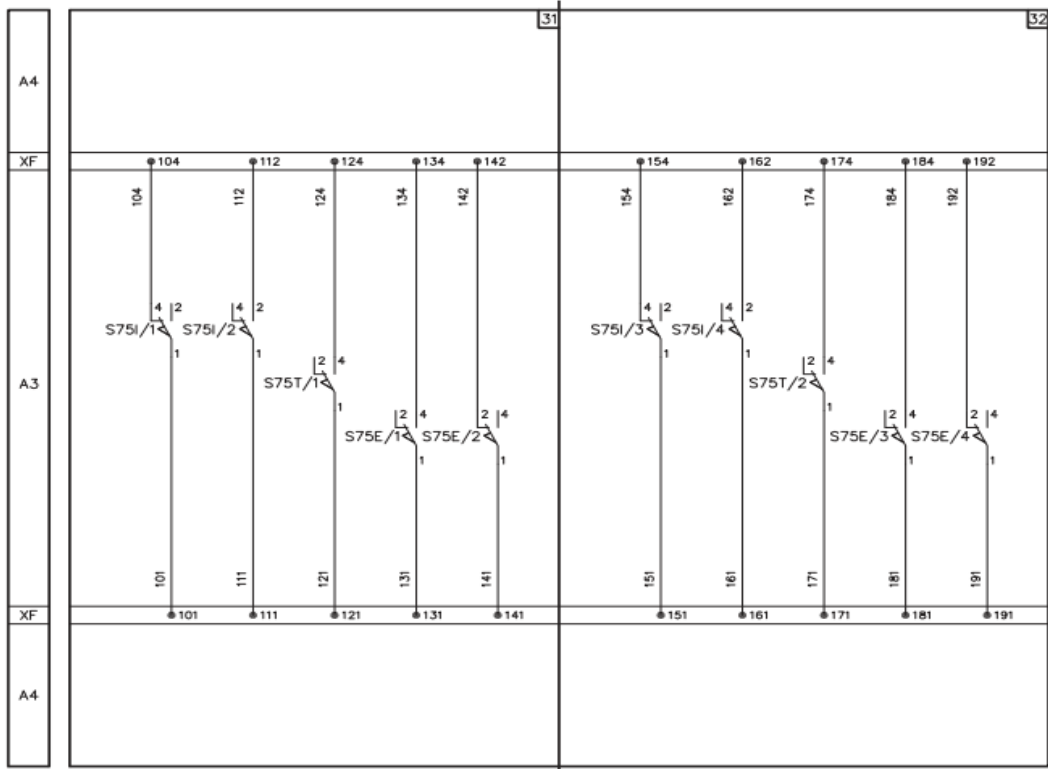 31 32
A4
XF 104 112 124 134 142 154 162 174 184 192
104 112 124 134 142 154 162 174 184 192
4 2 4 2 4 2 4 2
S75I/1 S75I/2 S75I/3 S75I/4
1 1 1 1
2 4 2 4
A3 S75T/1 S75T/2
1 1
2 4 2 4 2 4 2 4
S75E/1 S75E/2 S75E/3 S75E/4
1 1 1 1
101 111 121 131 141 151 161 171 181 191
XF 101 111 121 131 141 151 161 171 181 191
A4